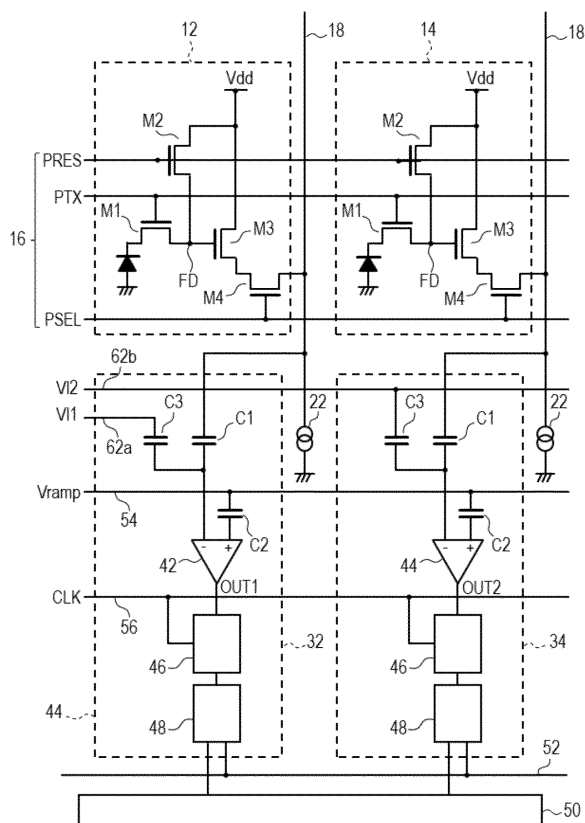 12 18 14 18
Vdd Vdd
M2 M2
PRES
PTX
M1 M3 M1 M3
16
FD FD
M4 M4
PSEL
62b
VI2
C3 C1 22 C3 C1 22
VI1
62a
Vramp
54
C2 C2
- + - +
42 44
OUT1 OUT2
CLK
56
46 32 46 34
44 48 48
52
50